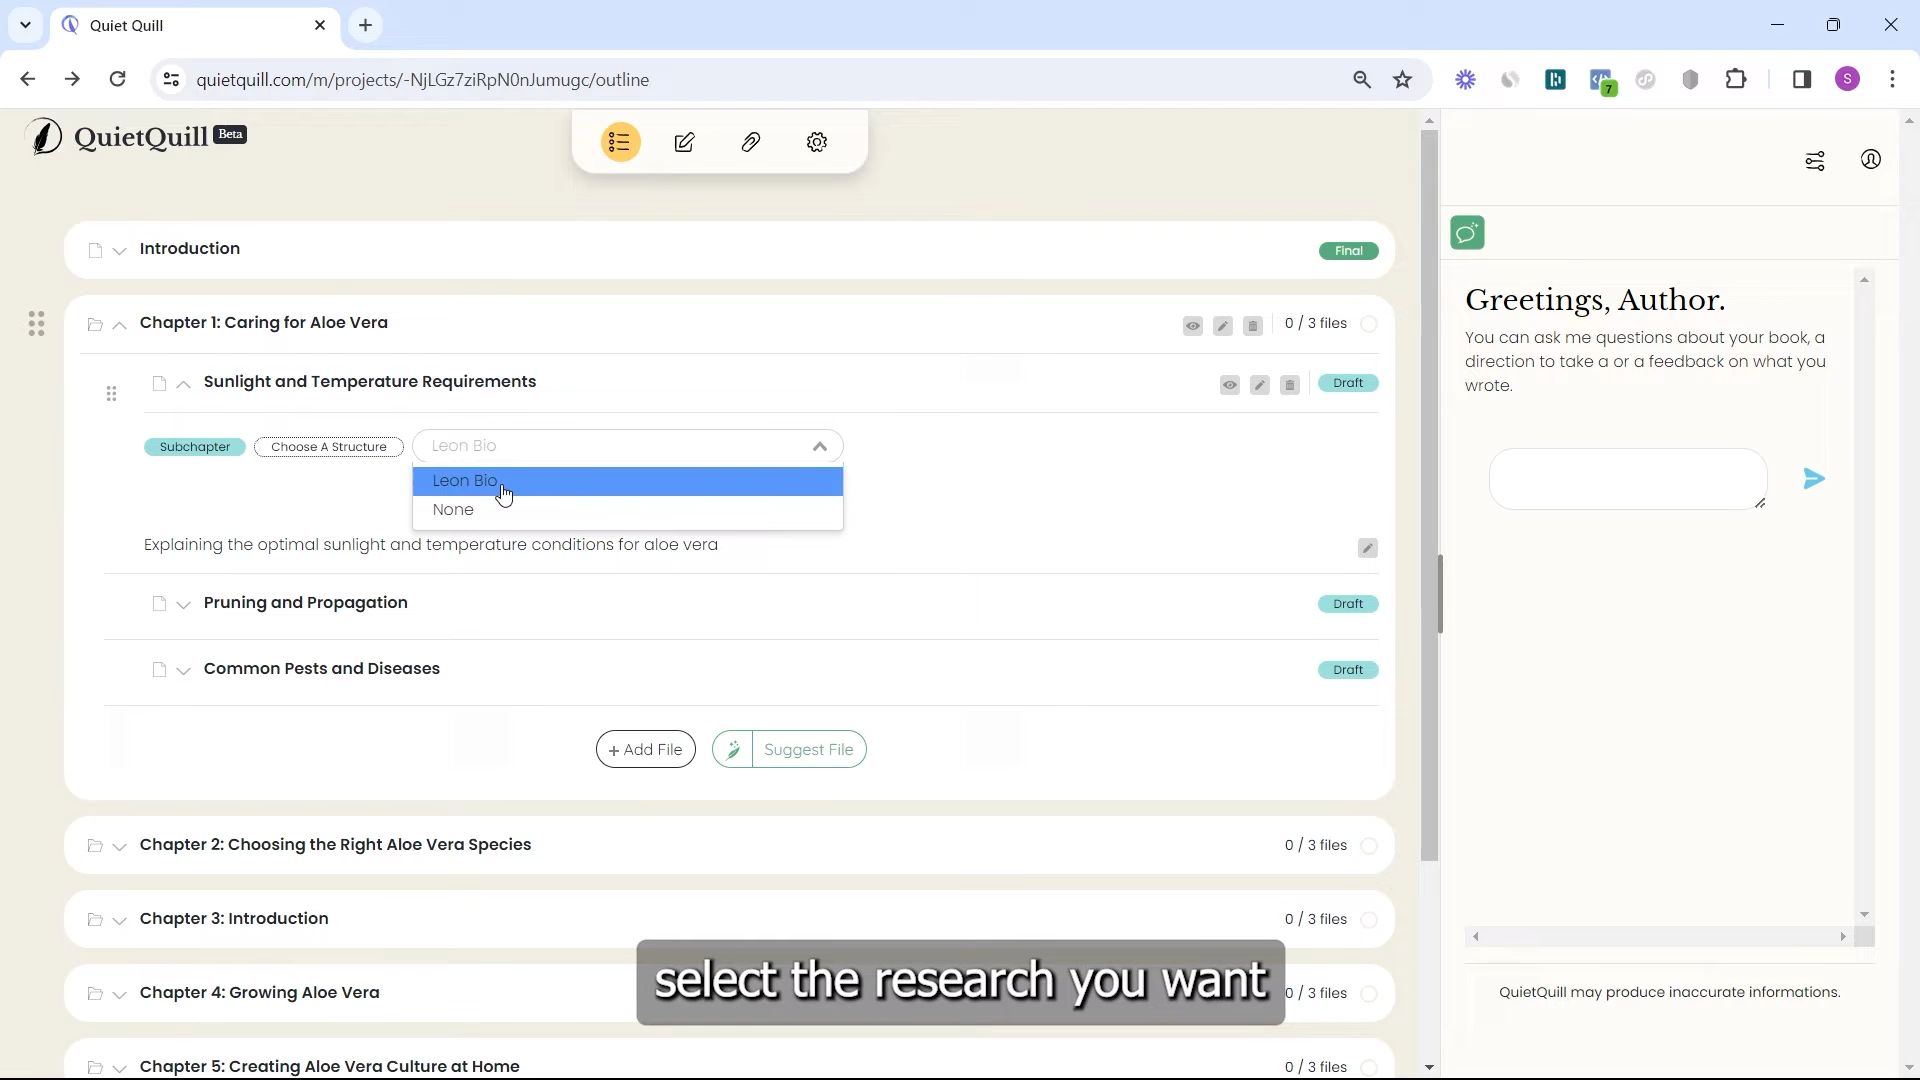 Quiet Quill
quietquill.com/m/projects/-NjLGz7ziRpN0nJumugc/outline
7
S
QuietQuill Beta
Introduction
Final
Chapter 1: Caring for Aloe Vera
0 / 3 files
Sunlight and Temperature Requirements
Draft
Subchapter
Choose A Structure
Leon Bio
Leon Bio
None
Explaining the optimal sunlight and temperature conditions for aloe vera
Pruning and Propagation
Draft
Common Pests and Diseases
Draft
+ Add File
Suggest File
Chapter 2: Choosing the Right Aloe Vera Species
0 / 3 files
Chapter 3: Introduction
0 / 3 files
Chapter 4: Growing Aloe Vera
0 / 3 files
Chapter 5: Creating Aloe Vera Culture at Home
0 / 3 files
select the research you want
Greetings, Author.
You can ask me questions about your book, a
direction to take a or a feedback on what you
wrote.
QuietQuill may produce inaccurate informations.